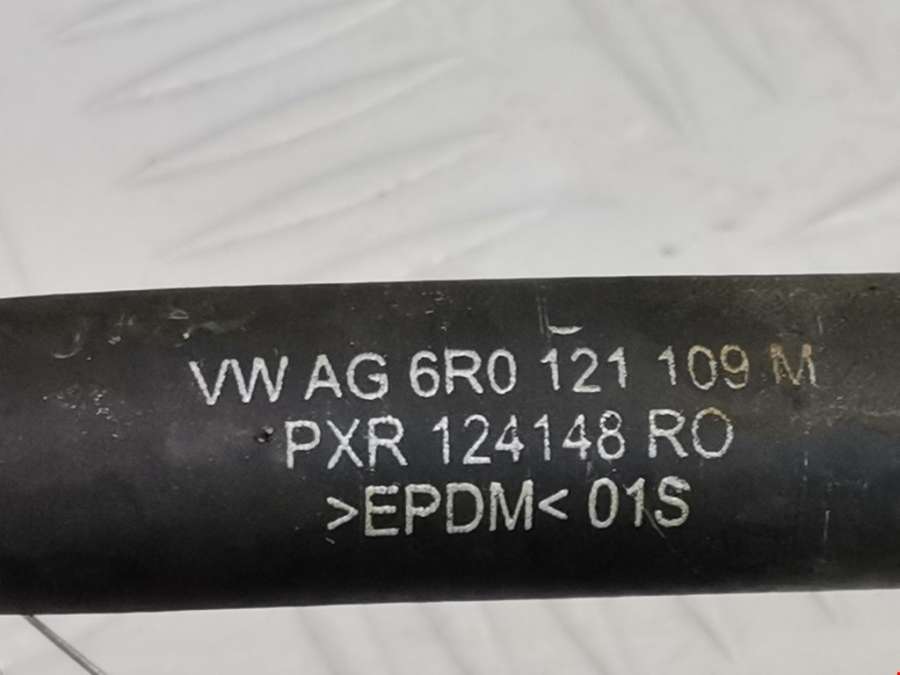 VW AG 6R0 121 109 M
PXR 124148 RO
>EPDM< 01S